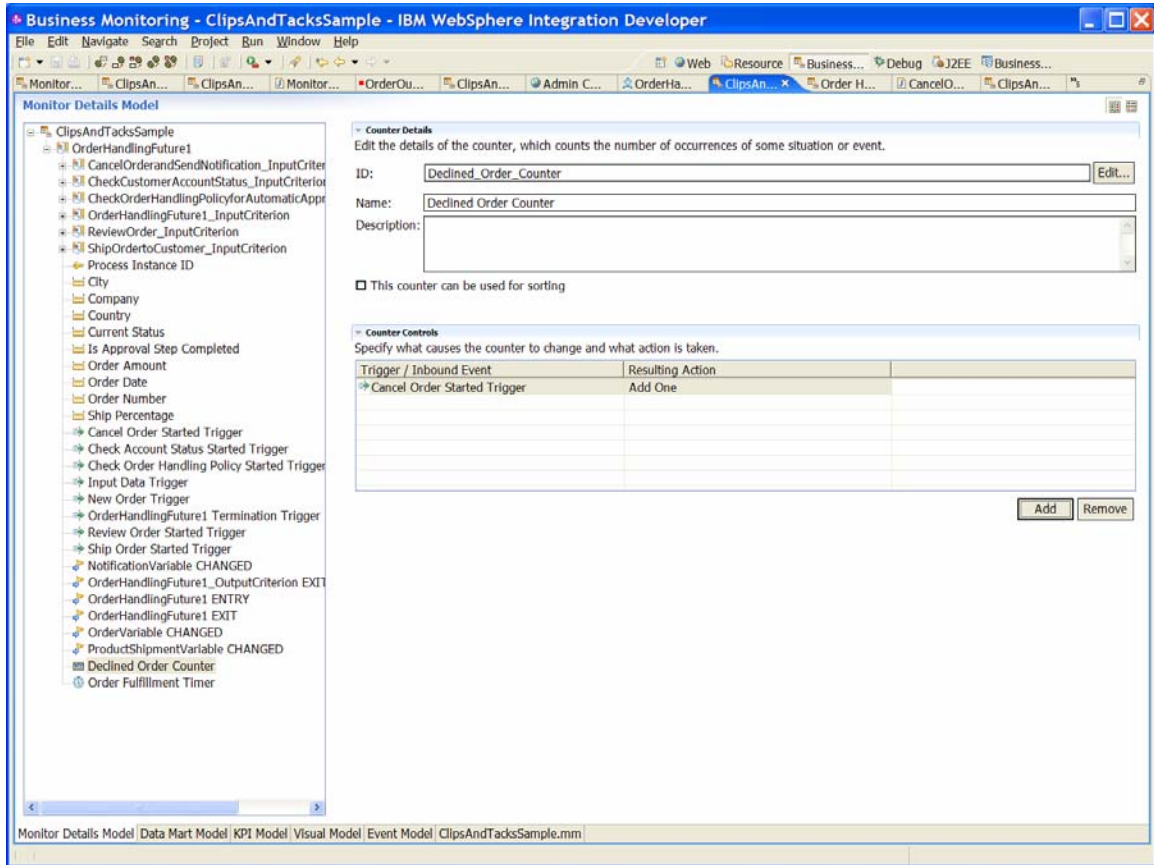 Business Monitoring - ClipsAndTacksSample - IBM WebSphere Integration Developer
File Edit Navigate Search Project Run Window Help
Web Resource Business... Debug J2EE Business...
Monitor... ClipsAn... ClipsAn... Monitor... OrderOu... ClipsAn... Admin C... OrderHa... ClipsAn... Order H... CancelO... ClipsAn...
Monitor Details Model
ClipsAndTacksSample
OrderHandlingFuture1
CancelOrderandSendNotification_InputCriter
CheckCustomerAccountStatus_InputCriterior
CheckOrderHandlingPolicyforAutomaticAppr
OrderHandlingFuture1_InputCriterion
ReviewOrder_InputCriterion
ShipOrdertoCustomer_InputCriterion
Process Instance ID
City
Company
Country
Current Status
Is Approval Step Completed
Order Amount
Order Date
Order Number
Ship Percentage
Cancel Order Started Trigger
Check Account Status Started Trigger
Check Order Handling Policy Started Trigger
Input Data Trigger
New Order Trigger
OrderHandlingFuture1 Termination Trigger
Review Order Started Trigger
Ship Order Started Trigger
NotificationVariable CHANGED
OrderHandlingFuture1_OutputCriterion EXIT
OrderHandlingFuture1 ENTRY
OrderHandlingFuture1 EXIT
OrderVariable CHANGED
ProductShipmentVariable CHANGED
Declined Order Counter
Order Fulfillment Timer
Counter Details
Edit the details of the counter, which counts the number of occurrences of some situation or event.
ID: Declined_Order_Counter Edit...
Name: Declined Order Counter
Description:
This counter can be used for sorting
Counter Controls
Specify what causes the counter to change and what action is taken.
Trigger / Inbound Event Resulting Action
Cancel Order Started Trigger Add One
Add Remove
Monitor Details Model Data Mart Model KPI Model Visual Model Event Model ClipsAndTacksSample.mm